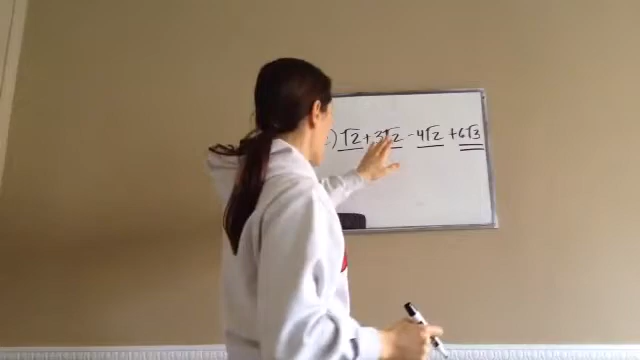 ) √2 + 3√2 - 4√2 + 6√3